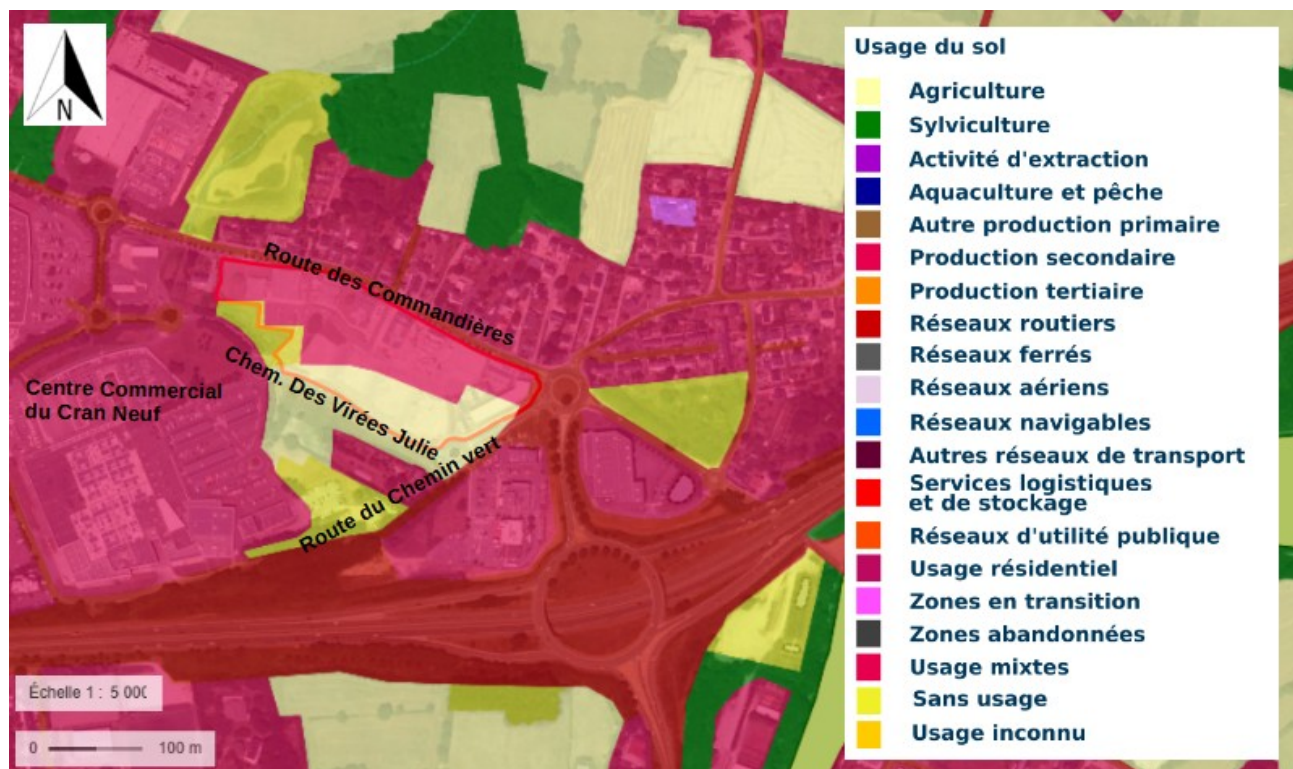 N
Usage du sol
Agriculture
Sylviculture
Activité d'extraction
Aquaculture et pêche
Autre production primaire
Production secondaire
Production tertiaire
Réseaux routiers
Réseaux ferrés
Réseaux aériens
Réseaux navigables
Autres réseaux de transport
Services logistiques
et de stockage
Réseaux d'utilité publique
Usage résidentiel
Zones en transition
Zones abandonnées
Usage mixtes
Sans usage
Usage inconnu
Route des Commandières
Chem. Des Virées Julie
Centre Commercial
du Cran Neuf
Route du Chemin vert
Échelle 1 : 5 000
0 100 m